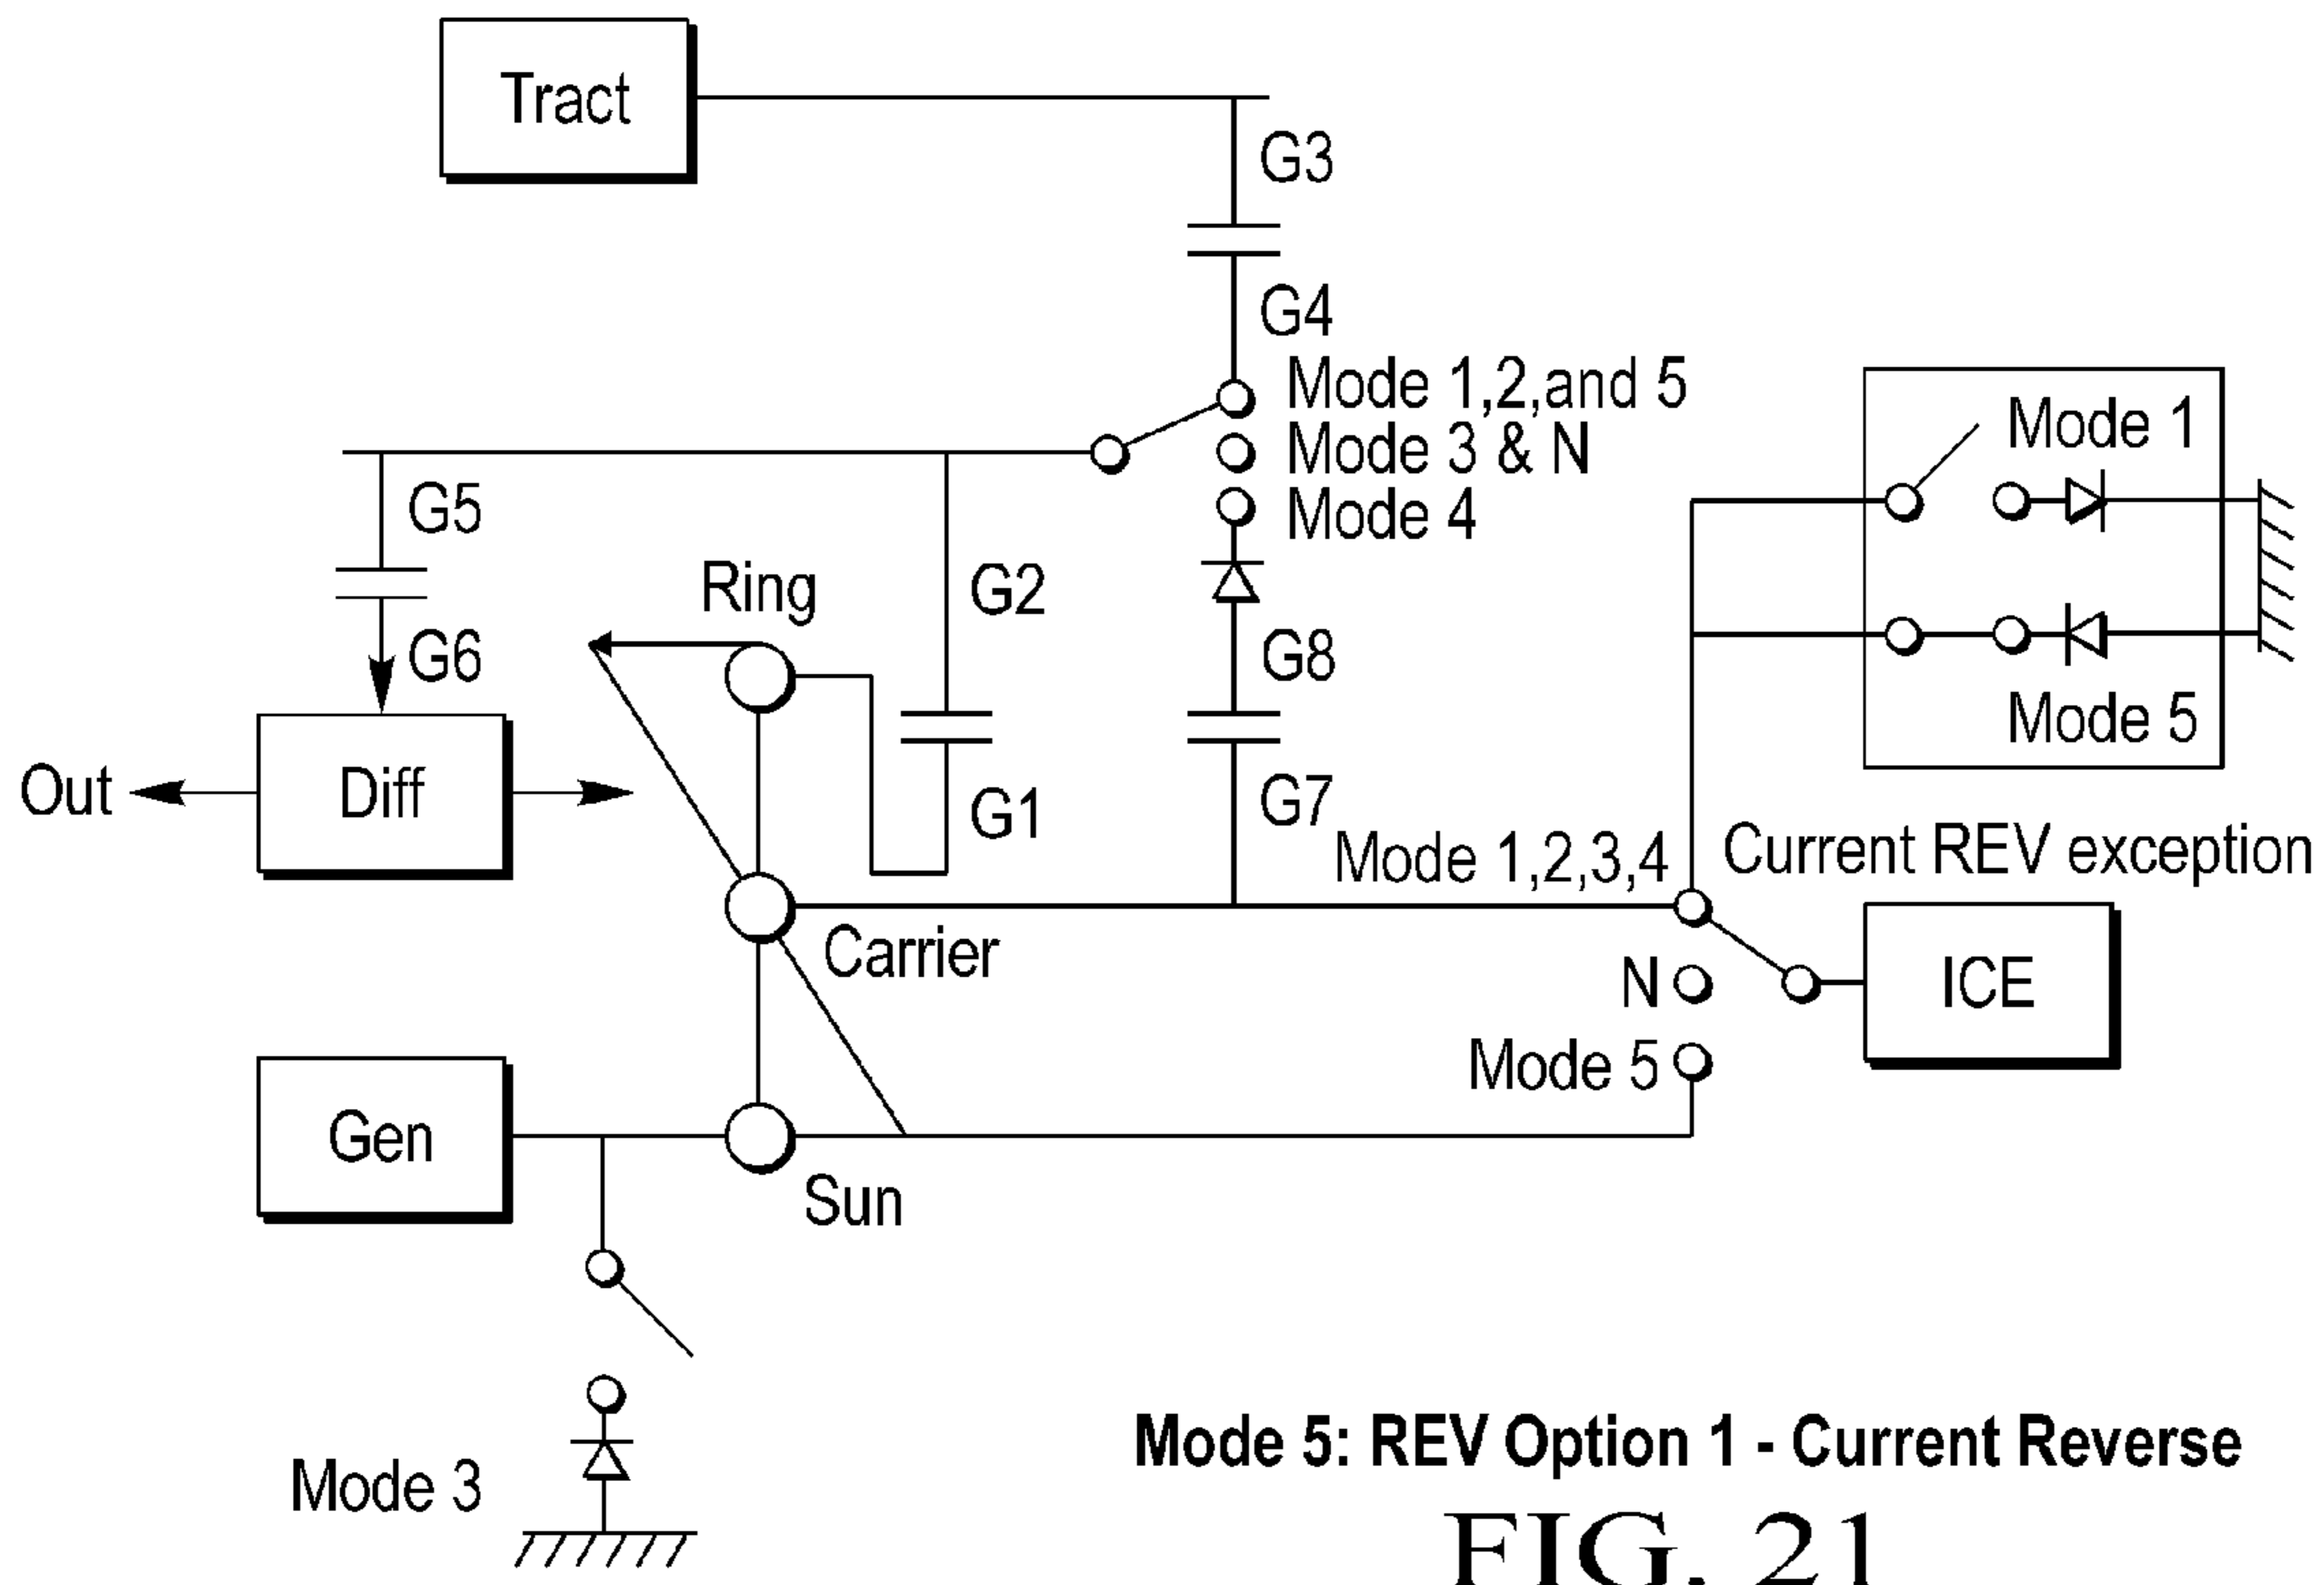 Tract
G3
G4
Mode 1,2,and 5
Mode 3 & N
Mode 4
Mode 1
G5
G2
Ring
G6
G8
Mode 5
Out
Diff
G1
G7
Mode 1,2,3,4
Current REV exception
Carrier
N
ICE
Mode 5
Gen
Sun
Mode 3
Mode 5: REV Option 1 - Current Reverse
FIG. 21